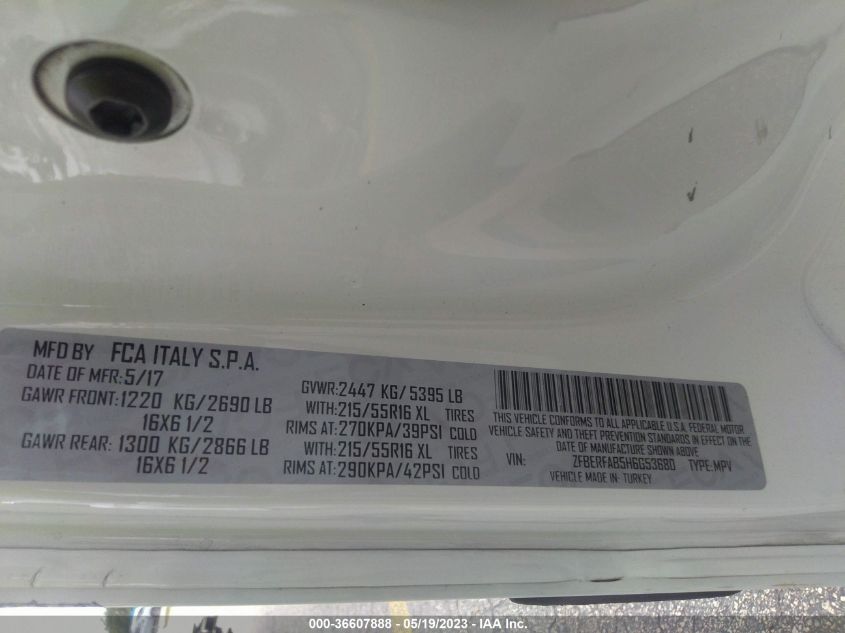 MFD BY FCA ITALY S.P.A.
DATE OF MFR:5/17
GAWR FRONT:1220 KG/2690 LB
16X6 1/2
GAWR REAR: 1300 KG/2866 LB
16X6 1/2
GVWR:2447 KG/5395 LB
WITH:215/55R16 XL TIRES
RIMS AT:270KPA/39PSI COLD
WITH:215/55R16 XL TIRES
RIMS AT:290KPA/42PSI COLD
THIS VEHICLE CONFORMS TO ALL APPLICABLE U.S.A. FEDERAL MOTOR
VEHICLE SAFETY AND THEFT PREVENTION STANDARDS IN EFFECT ON THE
DATE OF MANUFACTURE SHOWN ABOVE
VIN: ZFBERFAB5H6G53680 TYPE:MPV
VEHICLE MADE IN: TURKEY
000-36607888 - 05/19/2023 - IAA Inc.